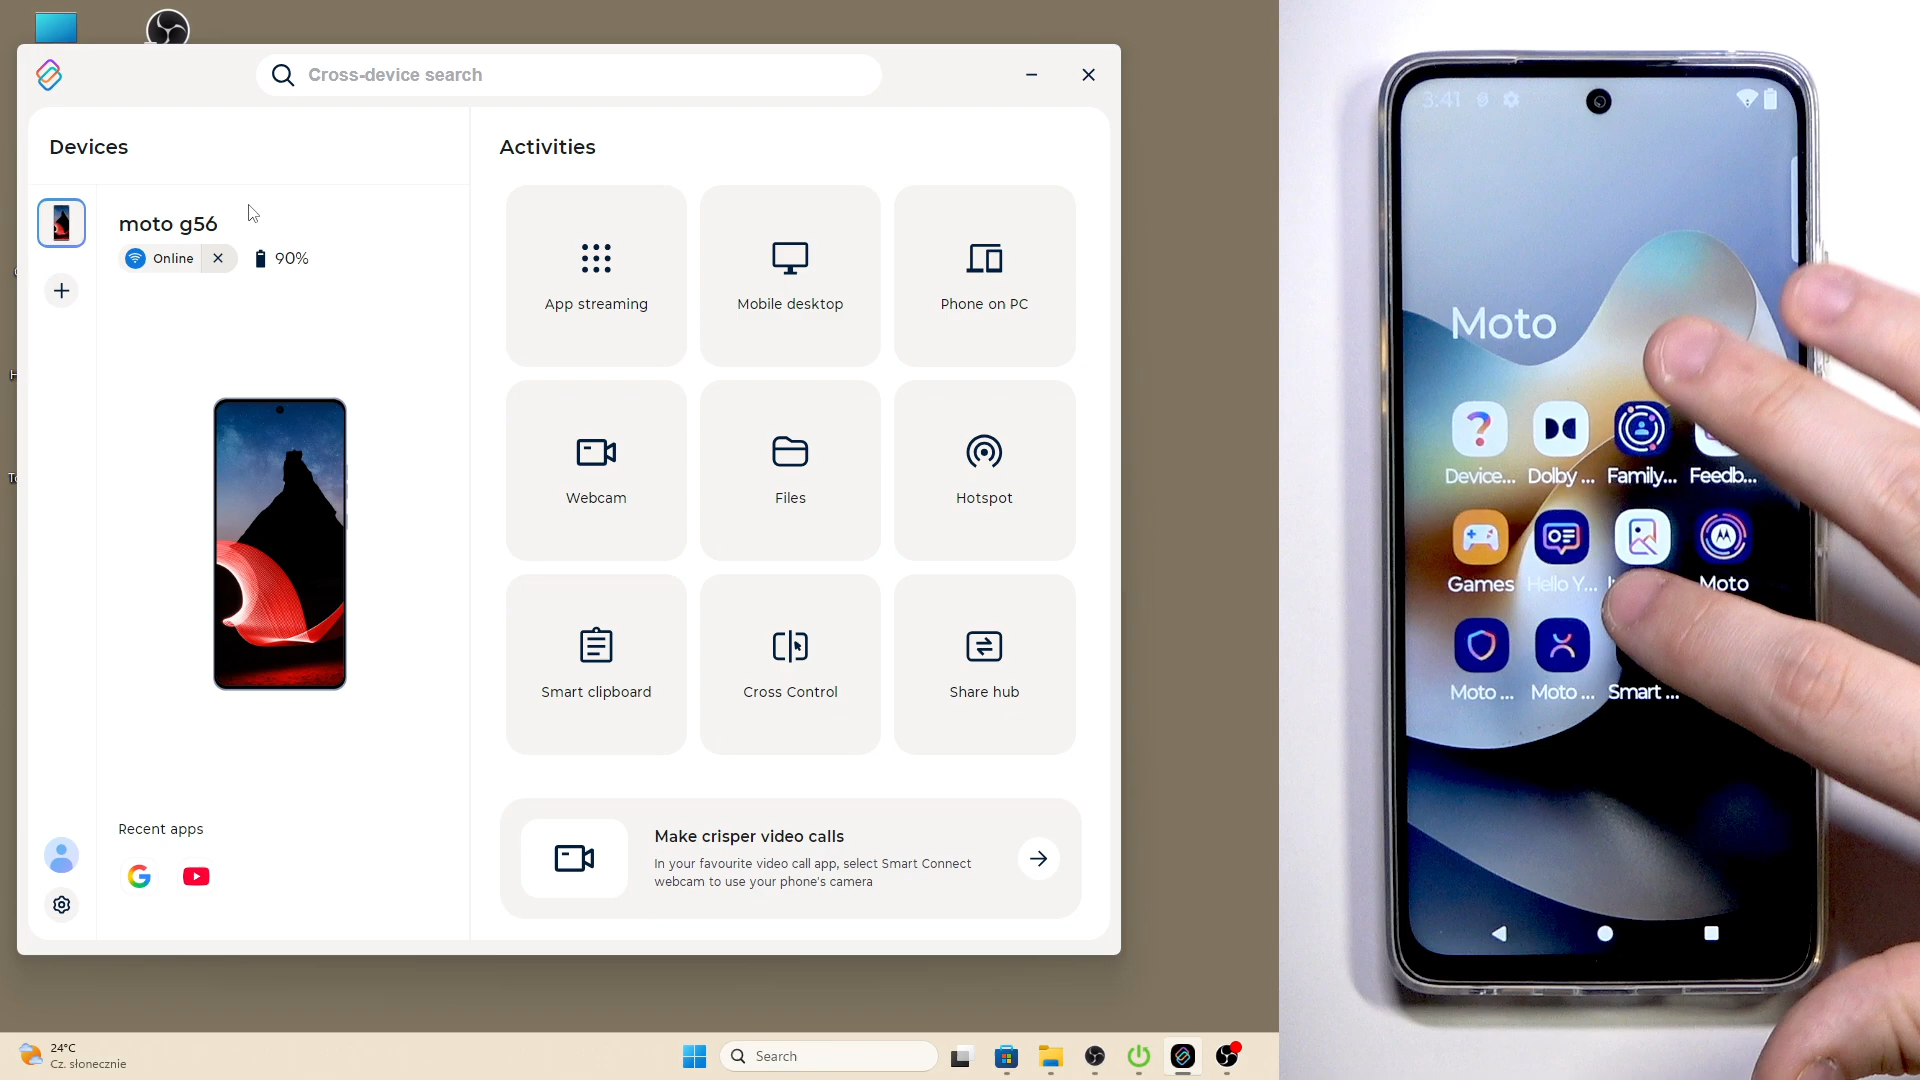 Cross-device search
Devices
Activities
moto g56
Online
90%
App streaming
Mobile desktop
Phone on PC
Webcam
Files
Hotspot
Smart clipboard
Cross Control
Share hub
Recent apps
Make crisper video calls
In your favourite video call app, select Smart Connect
webcam to use your phone's camera
24°C
Cz. słonecznie
Search
3:41
Moto
Device...
Dolby ...
Family...
Feedb...
Games
Hello Y...
Moto
Moto ...
Moto ...
Smart ...